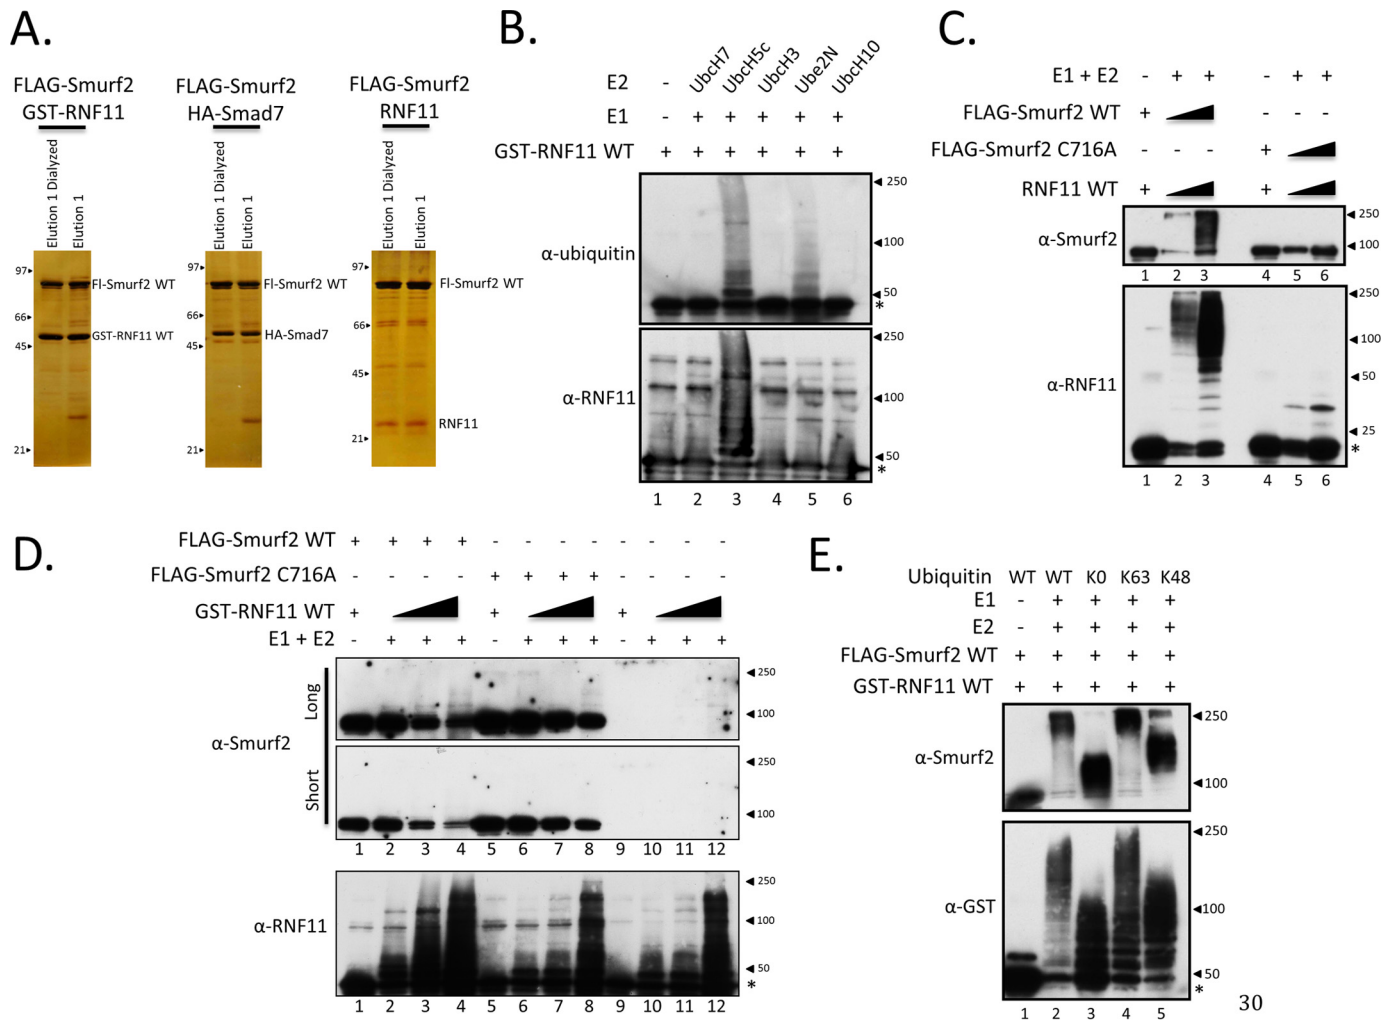 A.
FLAG-Smurf2
GST-RNF11
FLAG-Smurf2
HA-Smad7
FLAG-Smurf2
RNF11
Elution 1 Dialyzed
Elution 1
Elution 1 Dialyzed
Elution 1
Elution 1 Dialyzed
Elution 1
97
66
45
21
Fl-Smurf2 WT
GST-RNF11 WT
97
66
45
21
Fl-Smurf2 WT
HA-Smad7
97
66
45
21
Fl-Smurf2 WT
RNF11
B.
E2 - UbcH7 UbcH5c UbcH3 Ube2N UbcH10
E1 - + + + + +
GST-RNF11 WT + + + + + +
α-ubiquitin
250
100
50
*
α-RNF11
250
100
50
*
1 2 3 4 5 6
C.
E1 + E2 - + + - + +
FLAG-Smurf2 WT + - - -
FLAG-Smurf2 C716A - - - +
RNF11 WT + +
α-Smurf2
250
100
1 2 3 4 5 6
α-RNF11
250
100
50
25
*
1 2 3 4 5 6
D.
FLAG-Smurf2 WT + + + + - - - - - - - -
FLAG-Smurf2 C716A - - - - + + + + - - - -
GST-RNF11 WT + + +
E1 + E2 - + + + - + + + - + + +
α-Smurf2
Long
250
100
Short
250
100
1 2 3 4 5 6 7 8 9 10 11 12
α-RNF11
250
100
50
*
1 2 3 4 5 6 7 8 9 10 11 12
E.
Ubiquitin WT WT K0 K63 K48
E1 - + + + +
E2 - + + + +
FLAG-Smurf2 WT + + + + +
GST-RNF11 WT + + + + +
α-Smurf2
250
100
α-GST
250
100
50
*
1 2 3 4 5
30